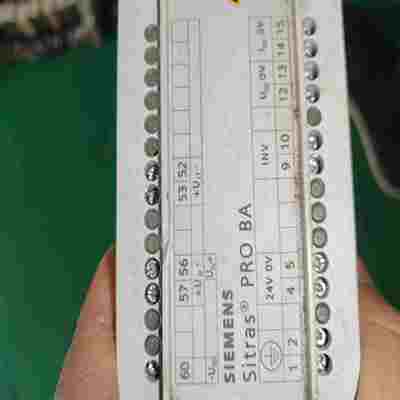 60 57 56 53 52
SIEMENS
Sitras® PRO BA
24V 0V INV
1 2 4 5 9 10 12 13 14 15